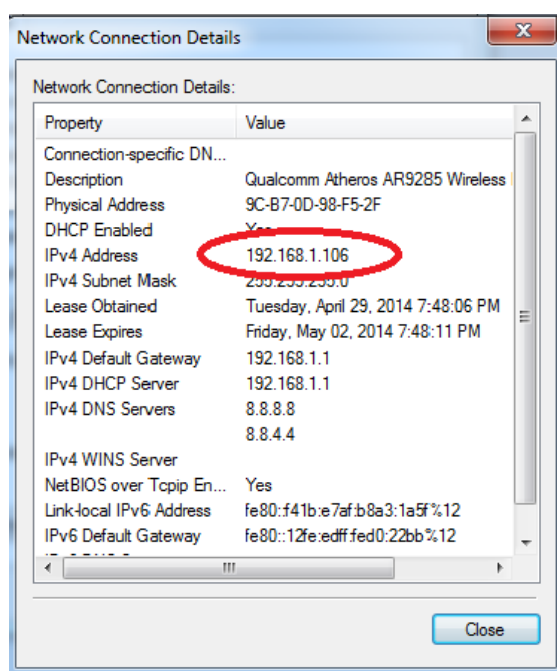 Network Connection Details
Network Connection Details:
Property Value
Connection-specific DN...
Description Qualcomm Atheros AR9285 Wireless
Physical Address 9C-B7-0D-98-F5-2F
DHCP Enabled Yes
IPv4 Address 192.168.1.106
IPv4 Subnet Mask 255.255.255.0
Lease Obtained Tuesday, April 29, 2014 7:48:06 PM
Lease Expires Friday, May 02, 2014 7:48:11 PM
IPv4 Default Gateway 192.168.1.1
IPv4 DHCP Server 192.168.1.1
IPv4 DNS Servers 8.8.8.8
8.8.4.4
IPv4 WINS Server
NetBIOS over Tcpip En... Yes
Link-local IPv6 Address fe80::f41b:e7af:b8a3:1a5f%12
IPv6 Default Gateway fe80::12fe:edff:fed0:22bb%12
Close